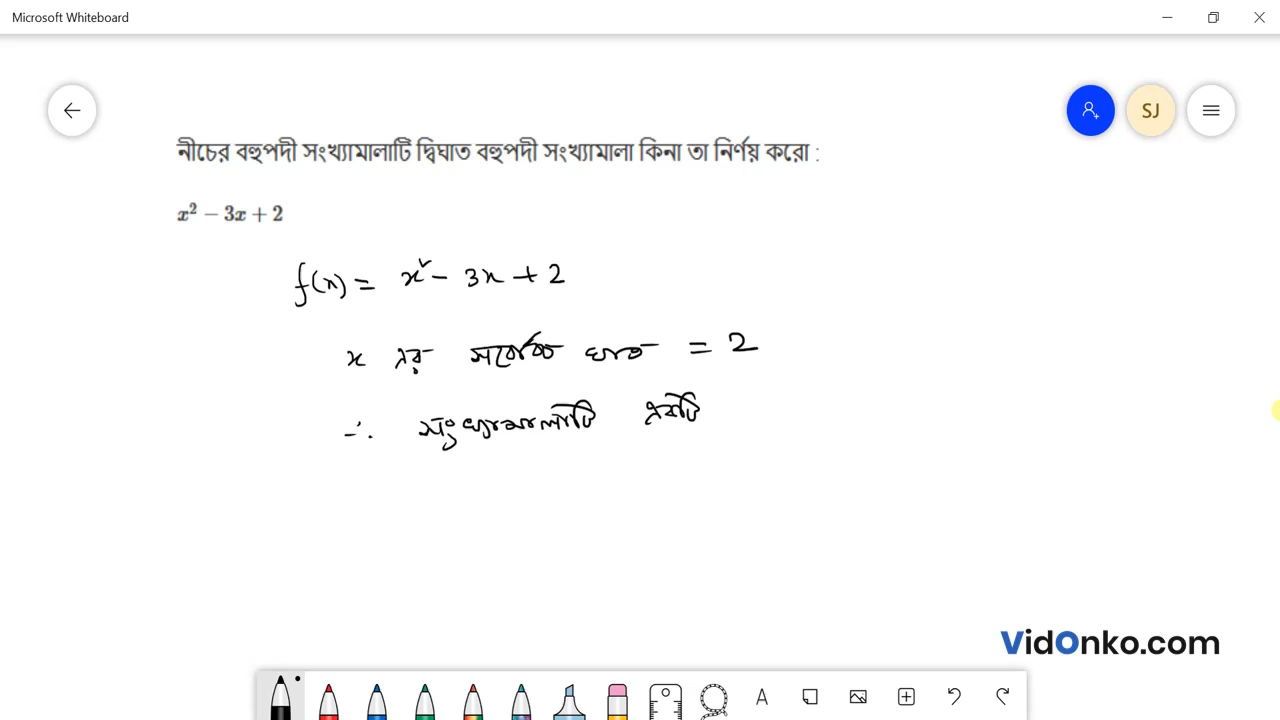 Microsoft Whiteboard
SJ
নীচের বহুপদী সংখ্যামালাটি দ্বিঘাত বহুপদী সংখ্যামালা কিনা তা নির্ণয় করো :
x² − 3x + 2
f(x) = x² − 3x + 2
x এর সর্বোচ্চ ঘাত = 2
∴ সংখ্যামালাটি একটি
VidOnko.com
A